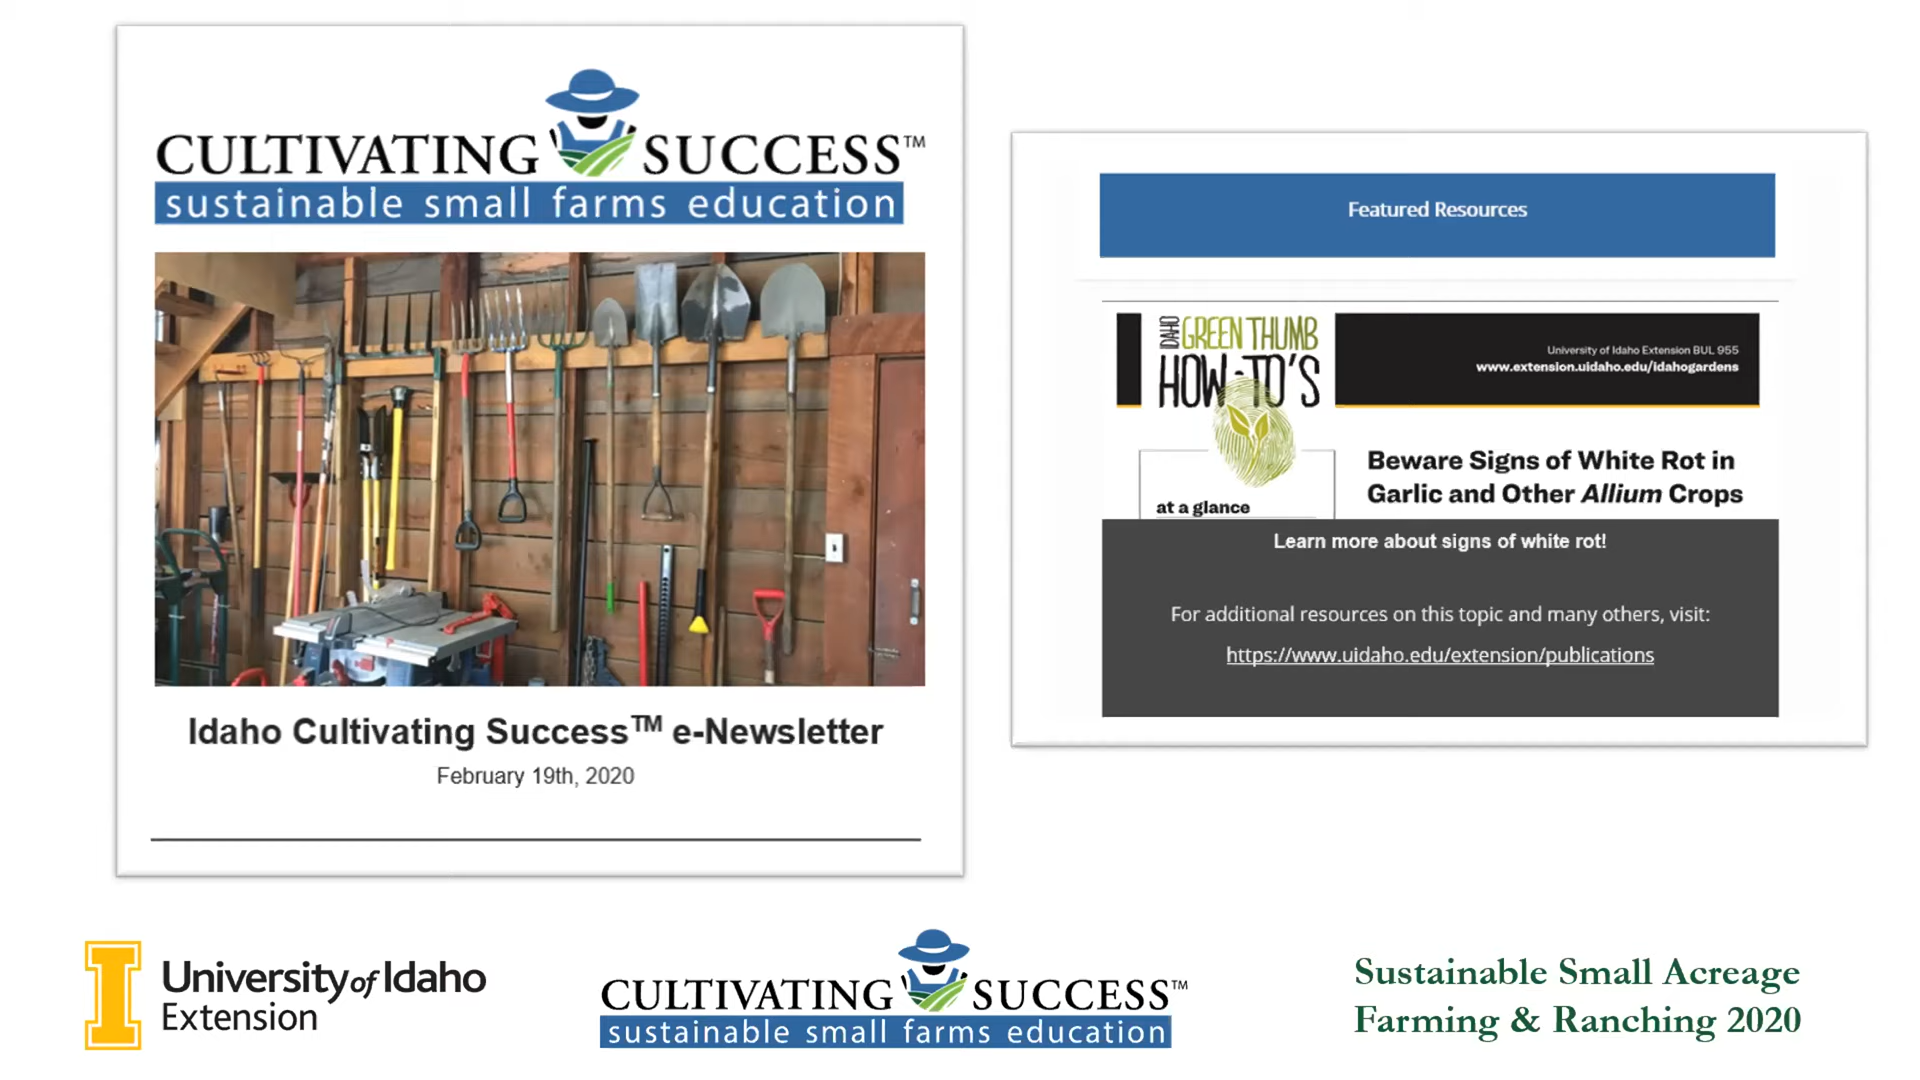 CULTIVATING SUCCESS™
sustainable small farms education
Idaho Cultivating Success™ e-Newsletter
February 19th, 2020
Featured Resources
IDAHO GREEN THUMB
HOW-TO'S
University of Idaho Extension BUL 955
www.extension.uidaho.edu/idahogardens
Beware Signs of White Rot in
Garlic and Other Allium Crops
at a glance
Learn more about signs of white rot!
For additional resources on this topic and many others, visit:
https://www.uidaho.edu/extension/publications
I
University of Idaho
Extension
CULTIVATING SUCCESS™
sustainable small farms education
Sustainable Small Acreage
Farming & Ranching 2020